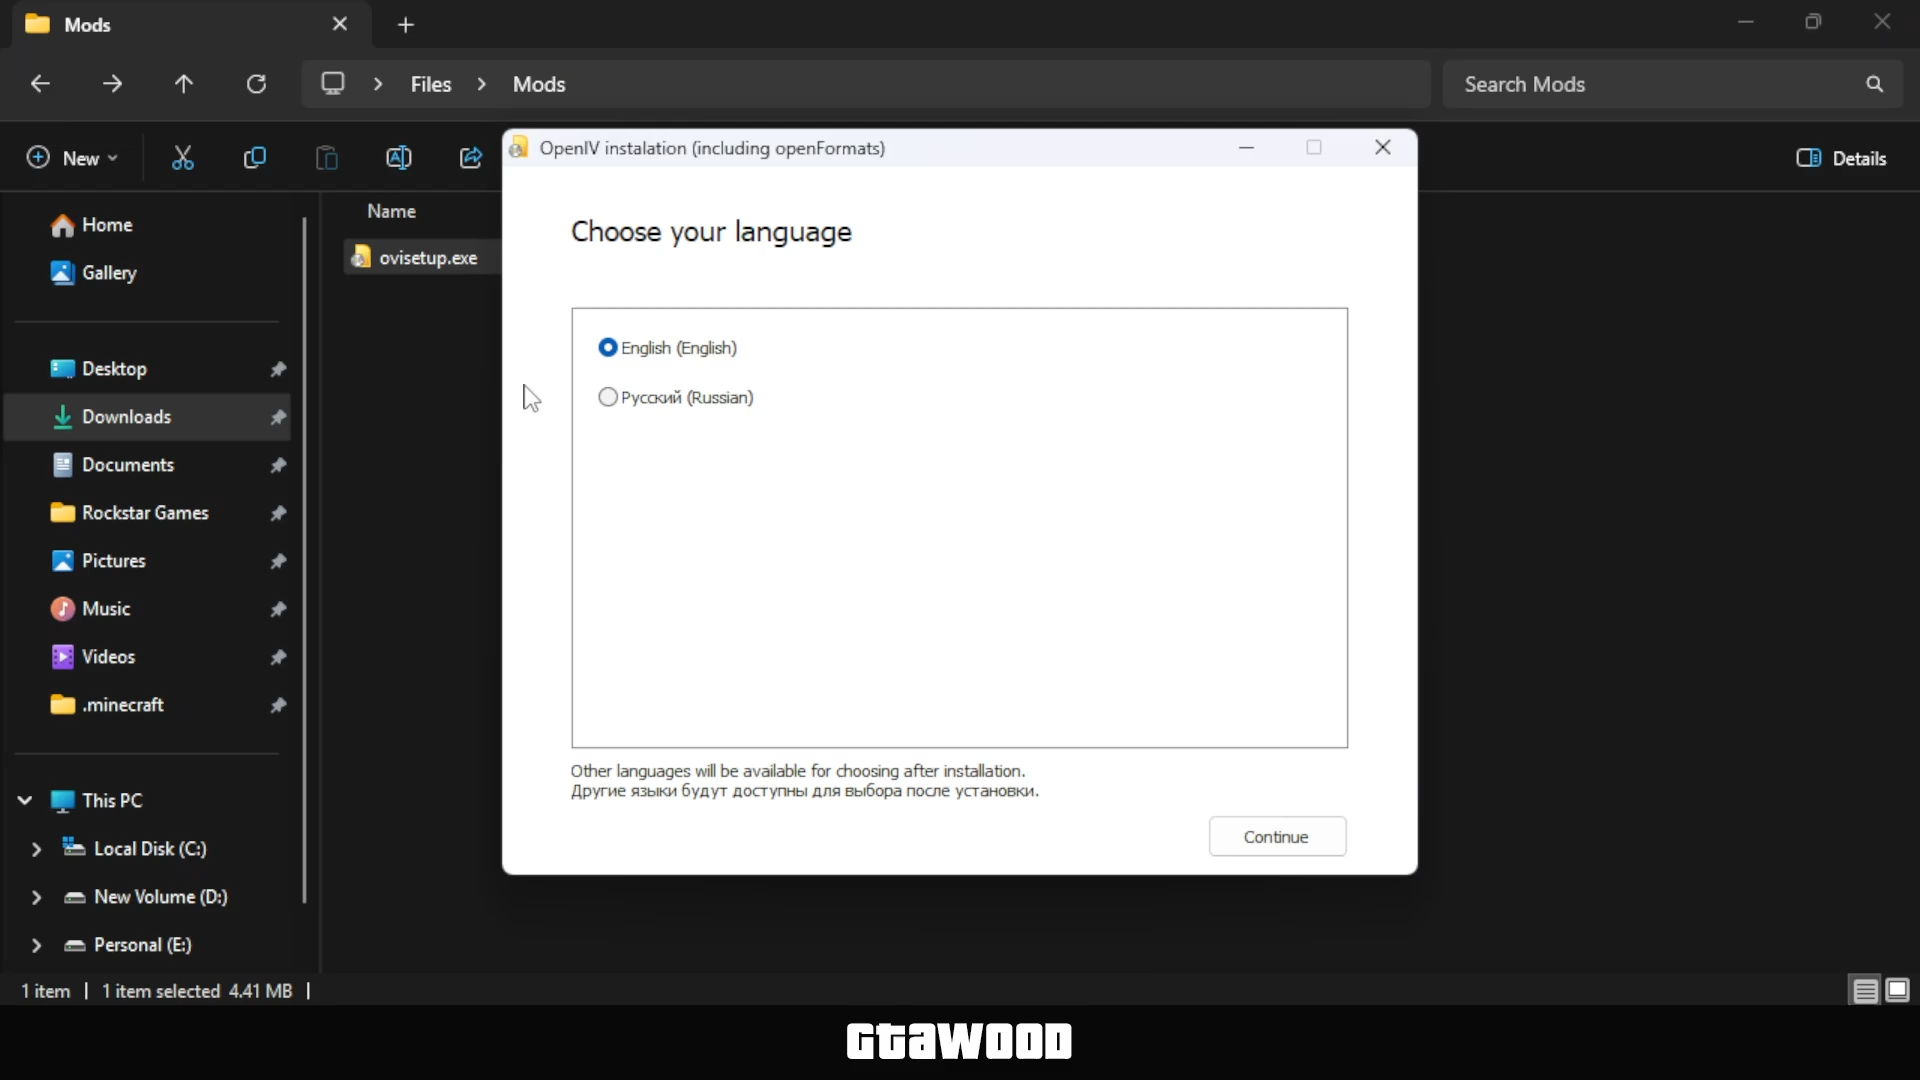 Mods
Files
Mods
Search Mods
New
Details
OpenIV instalation (including openFormats)
Home
Gallery
Desktop
Downloads
Documents
Rockstar Games
Pictures
Music
Videos
.minecraft
This PC
Local Disk (C:)
New Volume (D:)
Personal (E:)
Name
ovisetup.exe
Choose your language
English (English)
Русский (Russian)
Other languages will be available for choosing after installation.
Другие языки будут доступны для выбора после установки.
Continue
1 item | 1 item selected 4.41 MB |
GTAWOOD